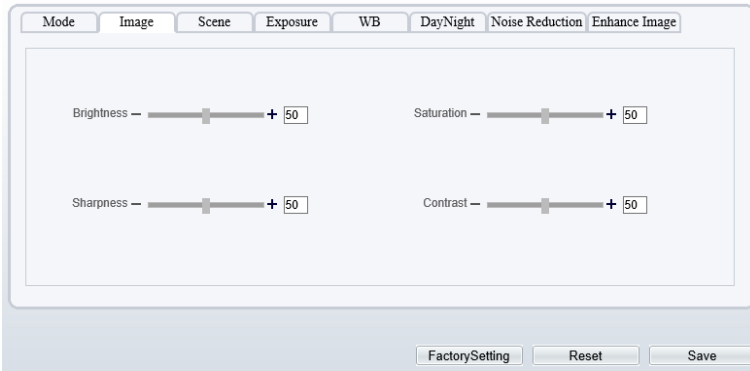 Mode Image Scene Exposure WB DayNight Noise Reduction Enhance Image
Brightness − + 50 Saturation − + 50
Sharpness − + 50 Contrast − + 50
FactorySetting Reset Save